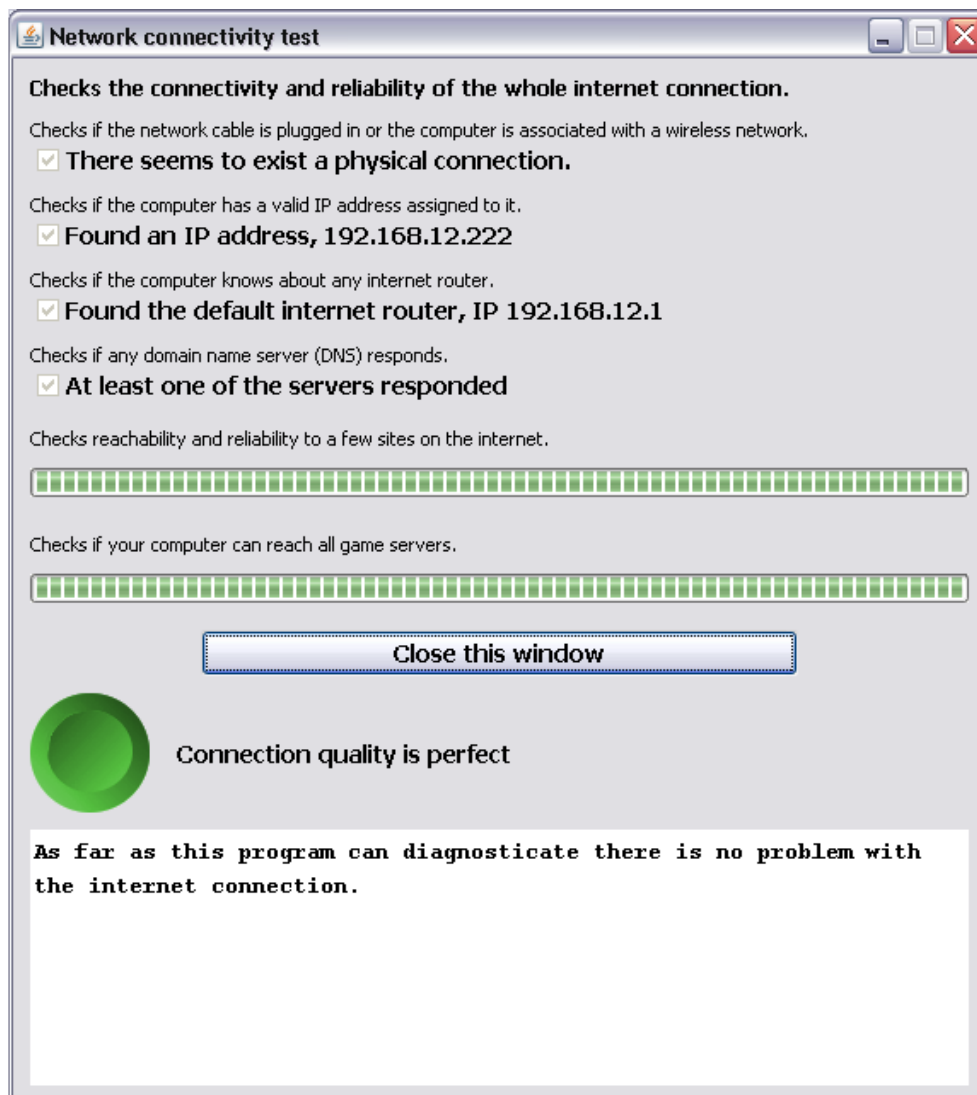 Network connectivity test
Checks the connectivity and reliability of the whole internet connection.
Checks if the network cable is plugged in or the computer is associated with a wireless network.
There seems to exist a physical connection.
Checks if the computer has a valid IP address assigned to it.
Found an IP address, 192.168.12.222
Checks if the computer knows about any internet router.
Found the default internet router, IP 192.168.12.1
Checks if any domain name server (DNS) responds.
At least one of the servers responded
Checks reachability and reliability to a few sites on the internet.
Checks if your computer can reach all game servers.
Close this window
Connection quality is perfect
As far as this program can diagnosticate there is no problem with
the internet connection.